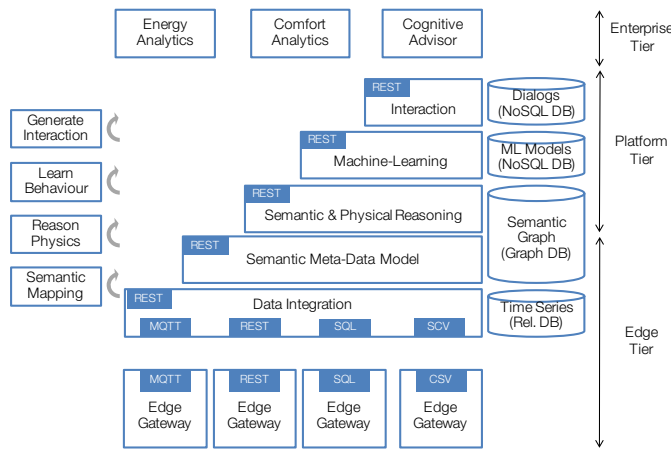 Energy
Analytics
Comfort
Analytics
Cognitive
Advisor
Enterprise
Tier
REST
Interaction
Dialogs
(NoSQL DB)
Generate
Interaction
REST
Machine-Learning
ML Models
(NoSQL DB)
Platform
Tier
Learn
Behaviour
REST
Semantic & Physical Reasoning
Semantic
Graph
(Graph DB)
Reason
Physics
REST
Semantic Meta-Data Model
Semantic
Mapping
REST
Data Integration
MQTT
REST
SQL
SCV
Time Series
(Rel. DB)
Edge
Tier
MQTT
Edge
Gateway
REST
Edge
Gateway
SQL
Edge
Gateway
CSV
Edge
Gateway